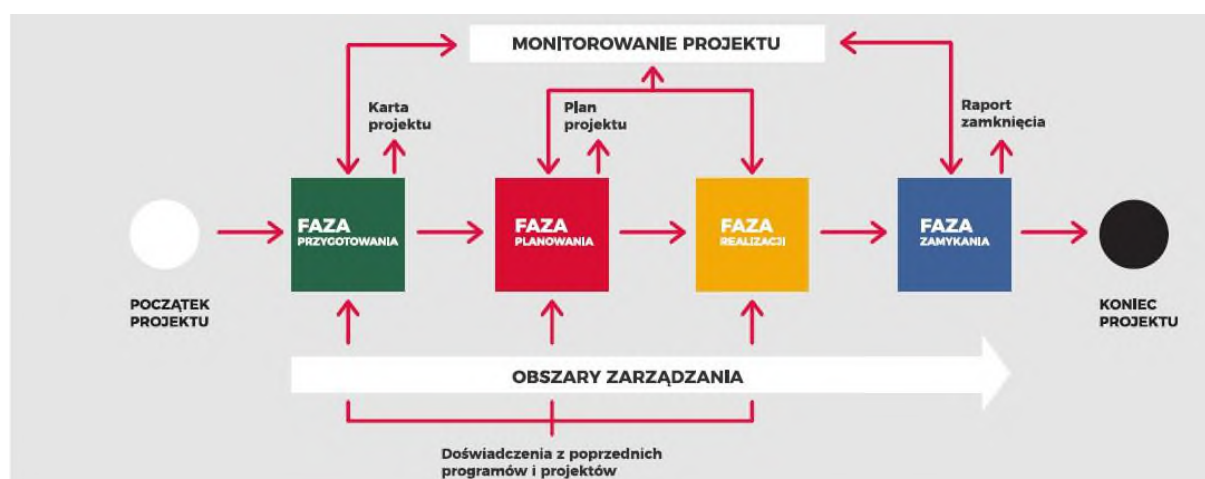 MONITOROWANIE PROJEKTU
Karta
projektu
Plan
projektu
Raport
zamknięcia
FAZA
PRZYGOTOWANIA
FAZA
PLANOWANIA
FAZA
REALIZACJI
FAZA
ZAMYKANIA
POCZĄTEK
PROJEKTU
KONIEC
PROJEKTU
OBSZARY ZARZĄDZANIA
Doświadczenia z poprzednich
programów i projektów